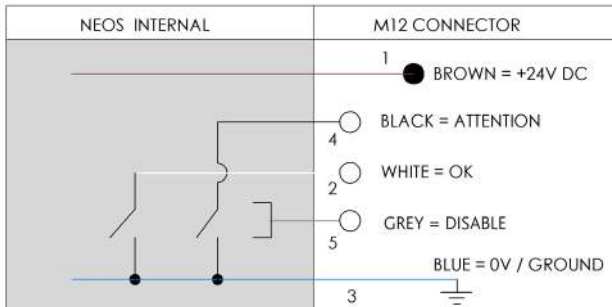 NEOS INTERNAL
M12 CONNECTOR
1
BROWN = +24V DC
BLACK = ATTENTION
4
WHITE = OK
2
GREY = DISABLE
5
BLUE = 0V / GROUND
3